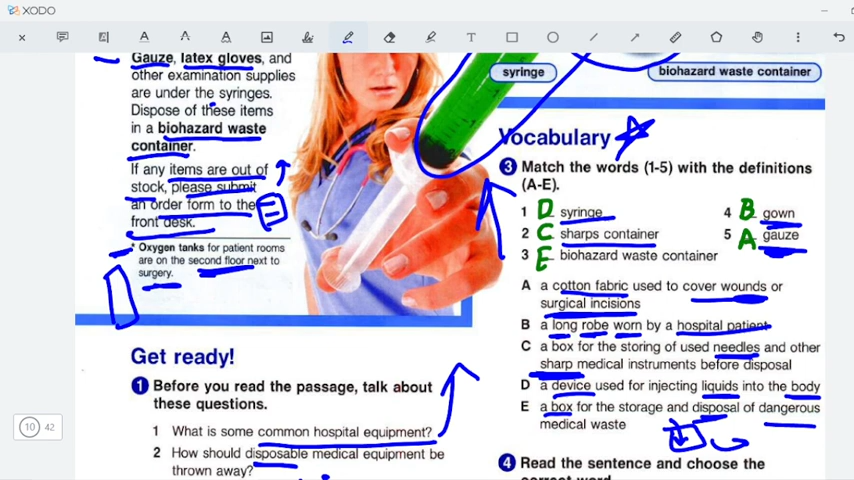 XODO
Gauze, latex gloves, and
other examination supplies
are under the syringes.
Dispose of these items
in a biohazard waste
container.
If any items are out of
stock, please submit
an order form to the
front desk.
* Oxygen tanks for patient rooms
are on the second floor next to
surgery.
Get ready!
1 Before you read the passage, talk about
these questions.
1 What is some common hospital equipment?
2 How should disposable medical equipment be
thrown away?
syringe
biohazard waste container
Vocabulary
3 Match the words (1-5) with the definitions
(A-E).
1 D syringe
2 C sharps container
3 E biohazard waste container
4 B gown
5 A gauze
A a cotton fabric used to cover wounds or
surgical incisions
B a long robe worn by a hospital patient
C a box for the storing of used needles and other
sharp medical instruments before disposal
D a device used for injecting liquids into the body
E a box for the storage and disposal of dangerous
medical waste
4 Read the sentence and choose the
10 42